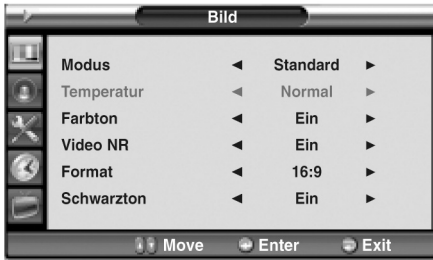 Bild
Modus ◄ Standard ►
Temperatur ◄ Normal ►
Farbton ◄ Ein ►
Video NR ◄ Ein ►
Format ◄ 16:9 ►
Schwarzton ◄ Ein ►
Move Enter Exit